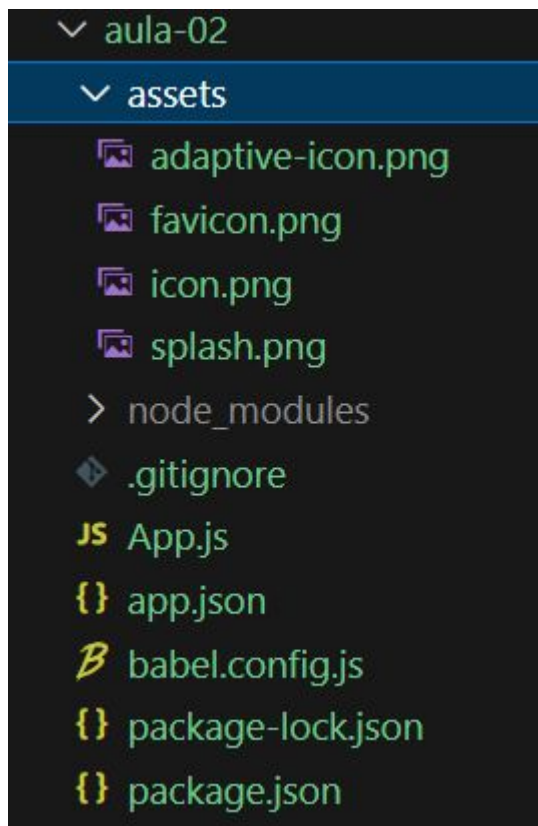 aula-02
assets
adaptive-icon.png
favicon.png
icon.png
splash.png
node_modules
.gitignore
JS App.js
{} app.json
B babel.config.js
{} package-lock.json
{} package.json